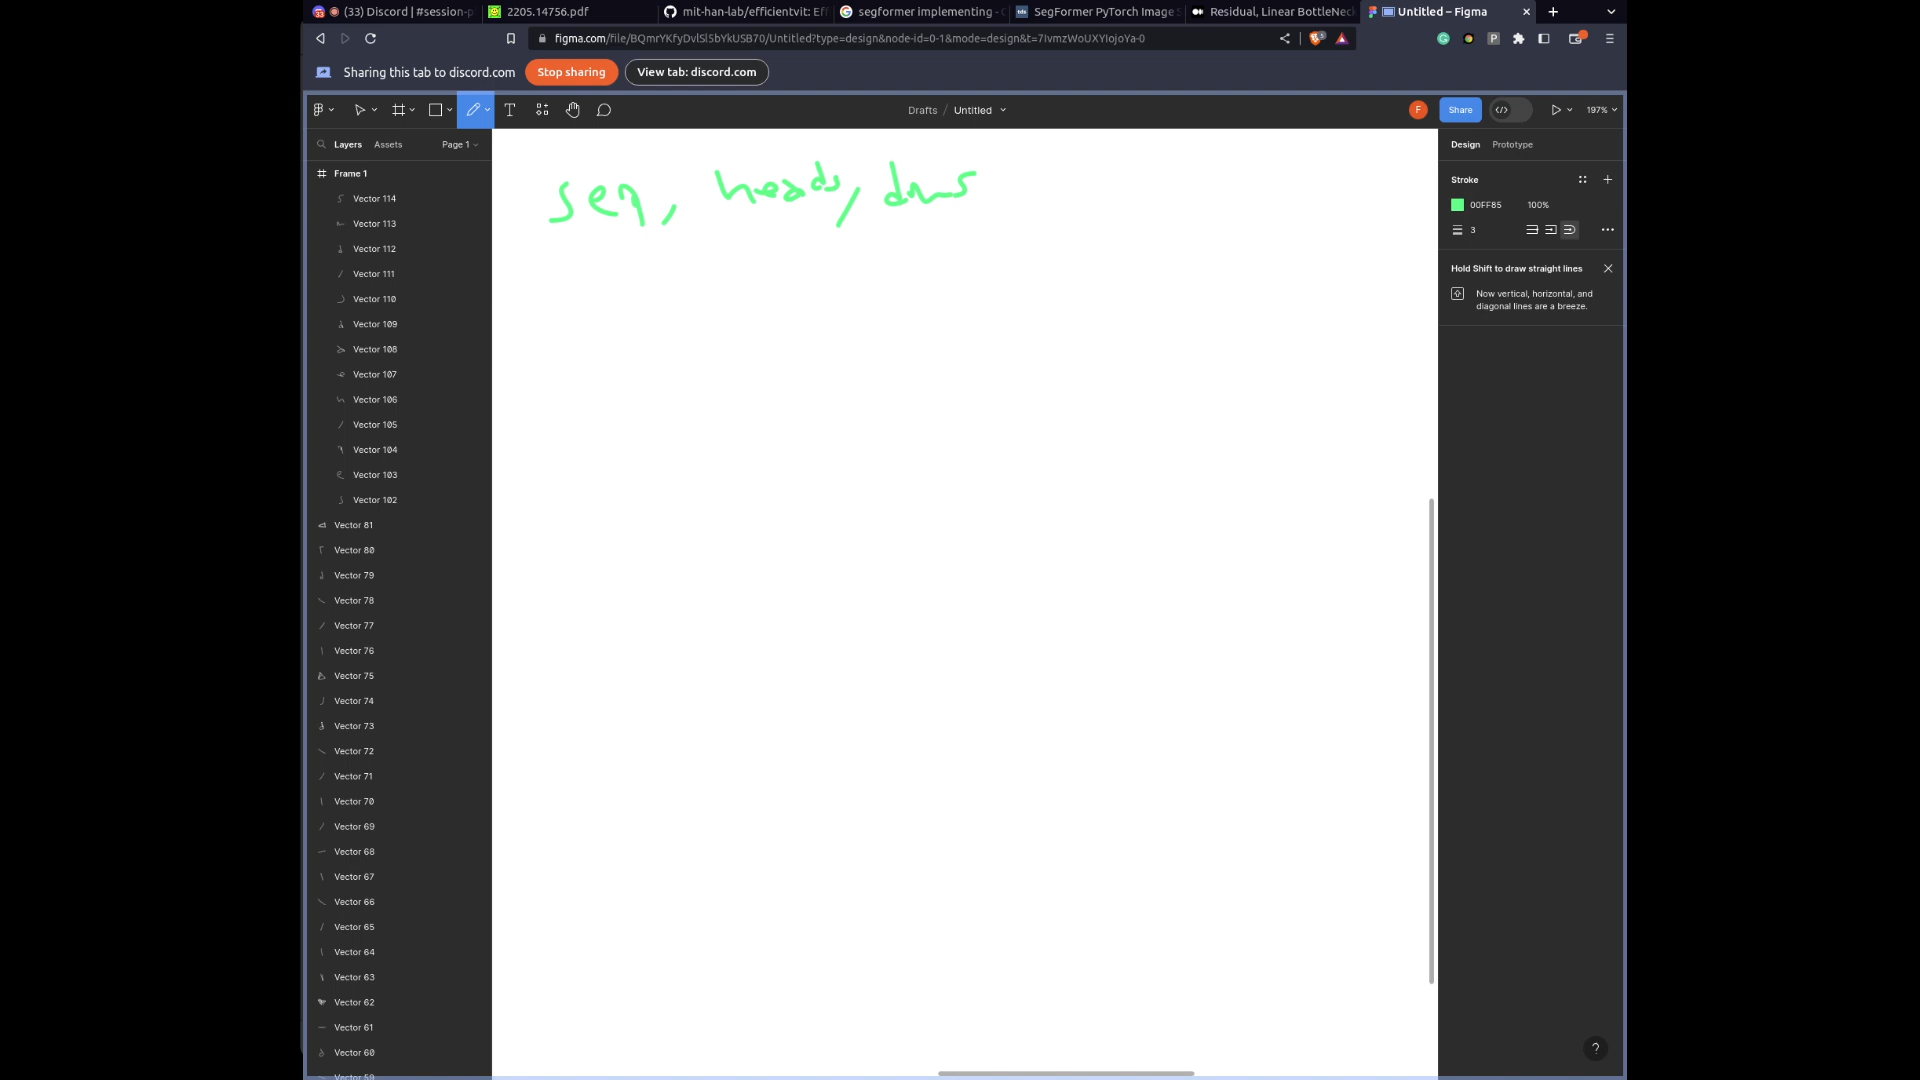 (33) Discord | #session-p
2205.14756.pdf
mit-han-lab/efficientvit: Eff
segformer implementing -
SegFormer PyTorch Image S
Residual, Linear BottleNeck
Untitled – Figma
figma.com/file/BQmrYKfyDvlSl5bYkUSB70/Untitled?type=design&node-id=0-1&mode=design&t=7IvmzWoUXYIojoYa-0
Sharing this tab to discord.com
Stop sharing
View tab: discord.com
T
Drafts / Untitled
F
Share
197%
Layers
Assets
Page 1
Design
Prototype
Frame 1
Vector 114
Vector 113
Vector 112
Vector 111
Vector 110
Vector 109
Vector 108
Vector 107
Vector 106
Vector 105
Vector 104
Vector 103
Vector 102
Vector 81
Vector 80
Vector 79
Vector 78
Vector 77
Vector 76
Vector 75
Vector 74
Vector 73
Vector 72
Vector 71
Vector 70
Vector 69
Vector 68
Vector 67
Vector 66
Vector 65
Vector 64
Vector 63
Vector 62
Vector 61
Vector 60
Vector 59
seq, heads, dms
Stroke
00FF85 100%
3
Hold Shift to draw straight lines
Now vertical, horizontal, and
diagonal lines are a breeze.
?